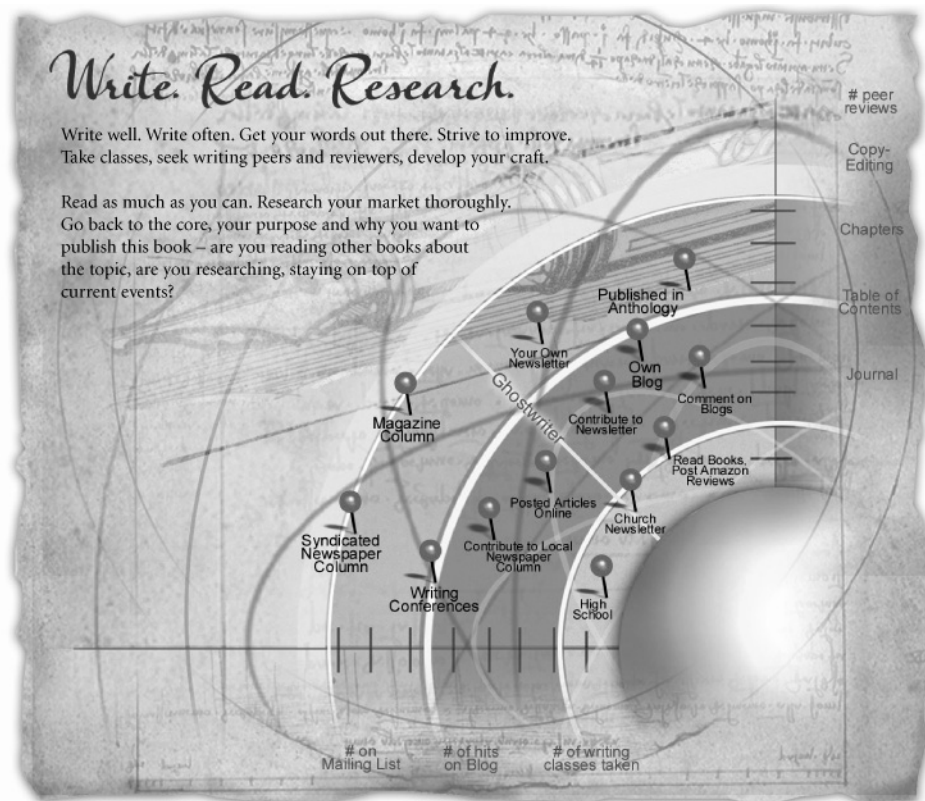 Write. Read. Research.
Write well. Write often. Get your words out there. Strive to improve.
Take classes, seek writing peers and reviewers, develop your craft.
Read as much as you can. Research your market thoroughly.
Go back to the core, your purpose and why you want to
publish this book – are you reading other books about
the topic, are you researching, staying on top of
current events?
# peer
reviews
Copy-
Editing
Chapters
Table of
Contents
Journal
Published in
Anthology
Your Own
Newsletter
Own
Blog
Comment on
Blogs
Ghostwriter
Contribute to
Newsletter
Magazine
Column
Read Books,
Post Amazon
Reviews
Posted Articles
Online
Church
Newsletter
Syndicated
Newspaper
Column
Contribute to Local
Newspaper
Column
Writing
Conferences
High
School
# on
Mailing List
# of hits
on Blog
# of writing
classes taken